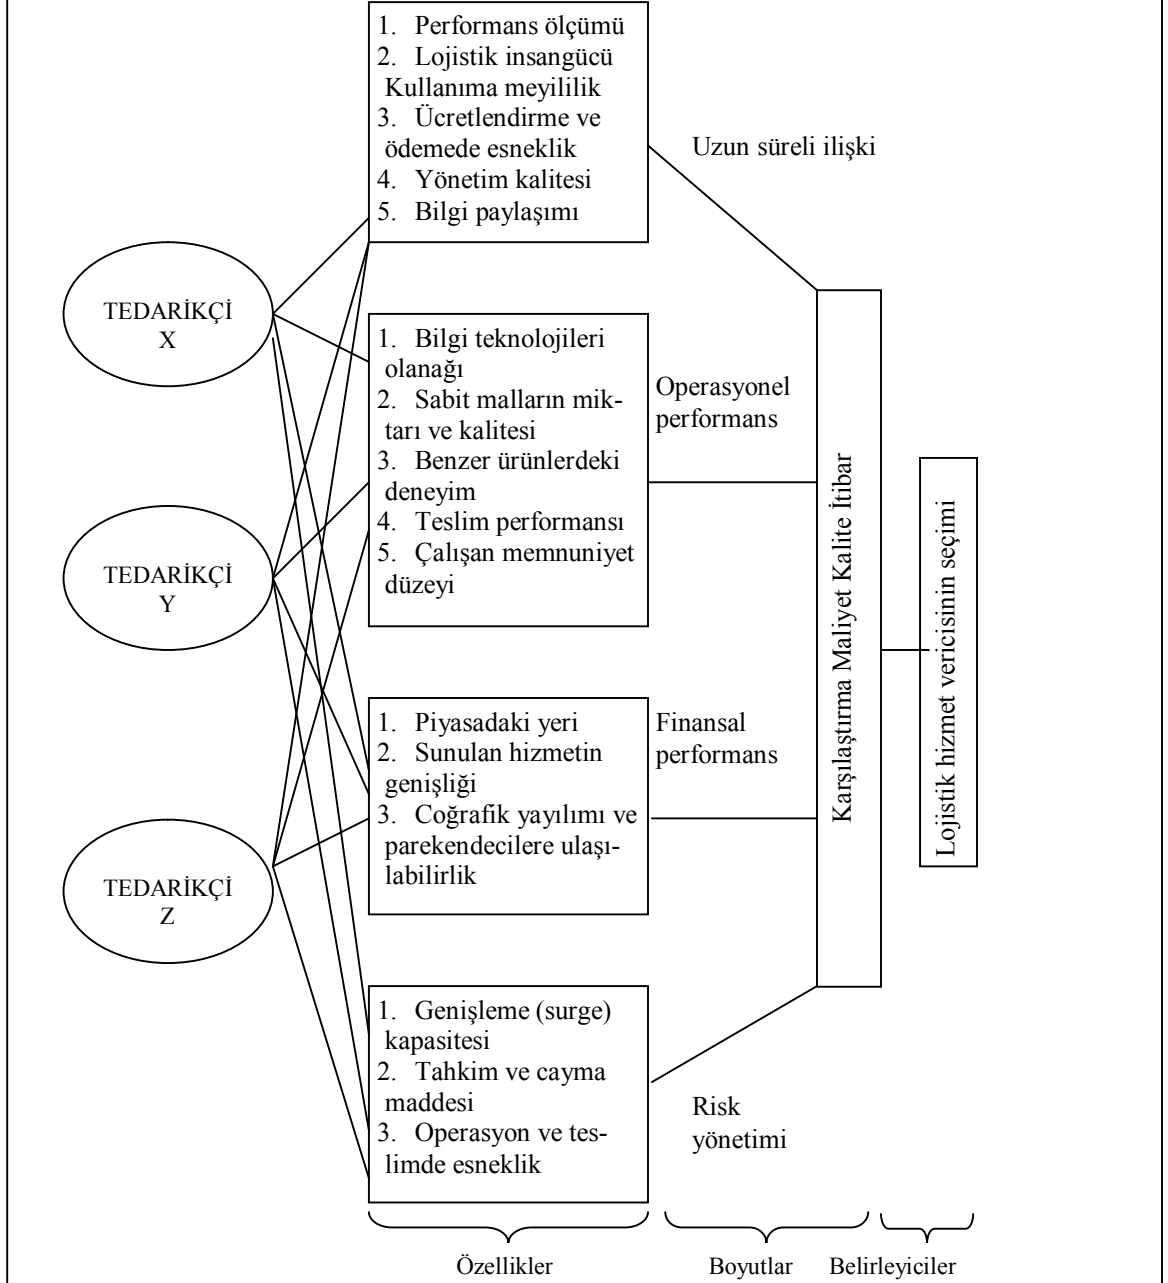 1. Performans ölçümü
2. Lojistik insangücü
Kullanıma meyililik
3. Ücretlendirme ve
ödemede esneklik
4. Yönetim kalitesi
5. Bilgi paylaşımı
Uzun süreli ilişki
TEDARİKÇİ
X
1. Bilgi teknolojileri
olanağı
2. Sabit malların mik-
tarı ve kalitesi
3. Benzer ürünlerdeki
deneyim
4. Teslim performansı
5. Çalışan memnuniyet
düzeyi
Operasyonel
performans
TEDARİKÇİ
Y
1. Piyasadaki yeri
2. Sunulan hizmetin
genişliği
3. Coğrafik yayılımı ve
parekendecilere ulaşı-
labilirlik
Finansal
performans
TEDARİKÇİ
Z
1. Genişleme (surge)
kapasitesi
2. Tahkim ve cayma
maddesi
3. Operasyon ve tes-
limde esneklik
Risk
yönetimi
Karşılaştırma Maliyet Kalite İtibar
Lojistik hizmet vericisinin seçimi
Özellikler
Boyutlar
Belirleyiciler